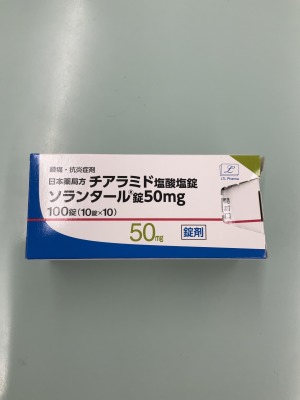 鎮痛・抗炎症剤
日本薬局方 チアラミド塩酸塩錠
ソランタール®錠50mg
100錠(10錠×10)
50mg
錠剤
LTL Pharma